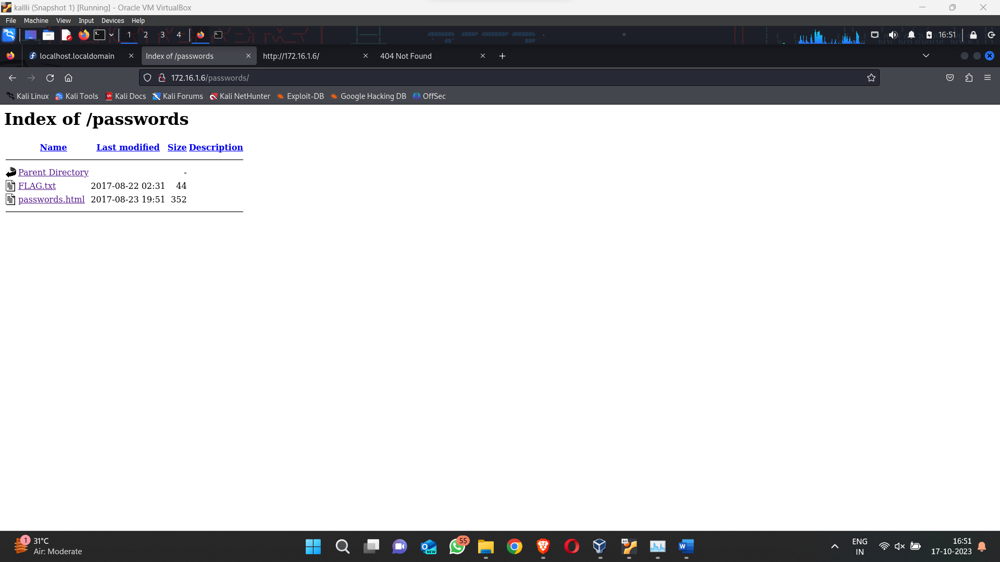 kallli (Snapshot 1) [Running] - Oracle VM VirtualBox
File Machine View Input Devices Help
1 2 3 4 16:51
localhost.localdomain Index of /passwords http://172.16.1.6/ 404 Not Found
172.16.1.6/passwords/
Kali Linux Kali Tools Kali Docs Kali Forums Kali NetHunter Exploit-DB Google Hacking DB OffSec
Index of /passwords
Name Last modified Size Description
Parent Directory -
FLAG.txt 2017-08-22 02:31 44
passwords.html 2017-08-23 19:51 352
1 31°C
Air: Moderate
NEW
55
64
W
ENG
IN
16:51
17-10-2023